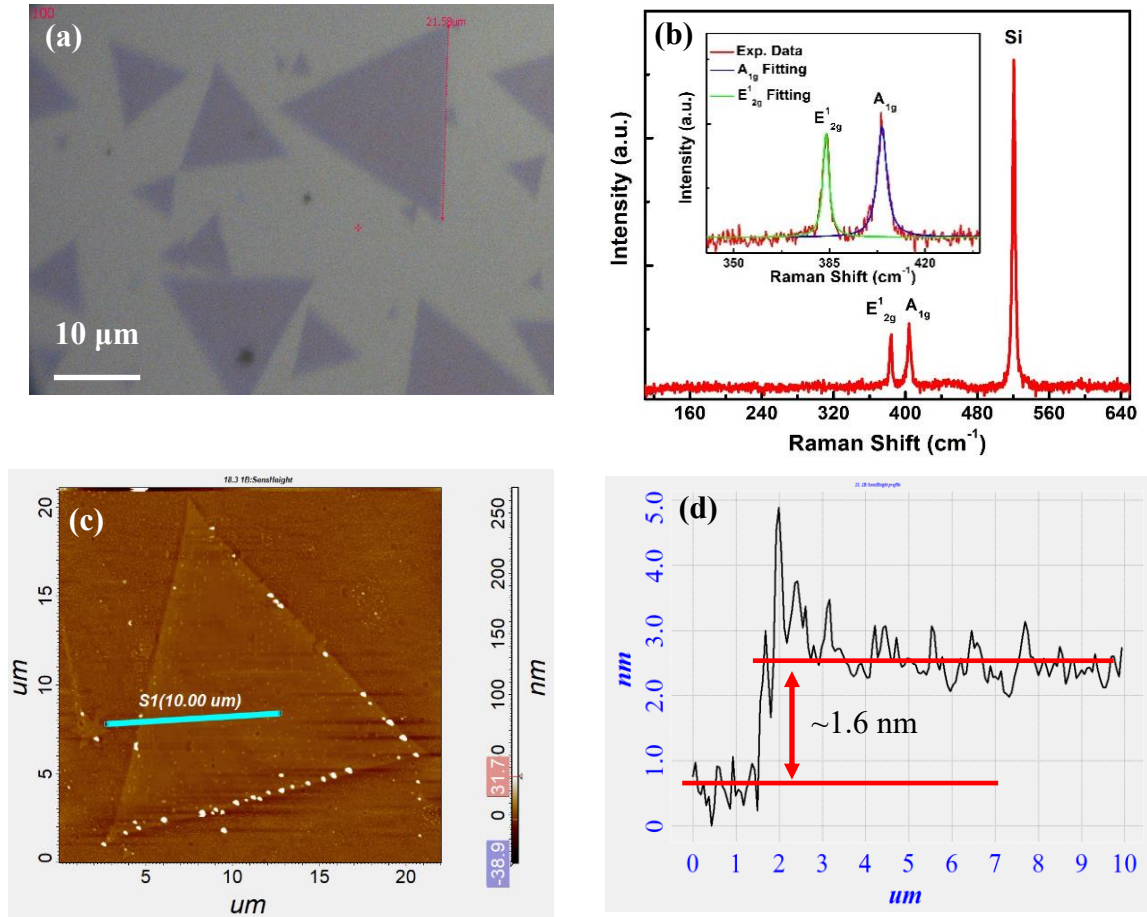 100
(a)
21.58um
10 μm
(b)
Si
Exp. Data
A1g Fitting
E12g Fitting
E12g
A1g
Intensity (a.u.)
350 385 420
Raman Shift (cm-1)
E12g
A1g
Intensity (a.u.)
160 240 320 400 480 560 640
Raman Shift (cm-1)
18.3 1B:SensHeight
(c)
20
15
10
5
0
um
S1(10.00 um)
5 10 15 20
um
250
200
150
100
50
0
31.7
-38.9
nm
(d)
5.0
4.0
3.0
2.0
1.0
0
nm
~1.6 nm
0 1 2 3 4 5 6 7 8 9 10
um